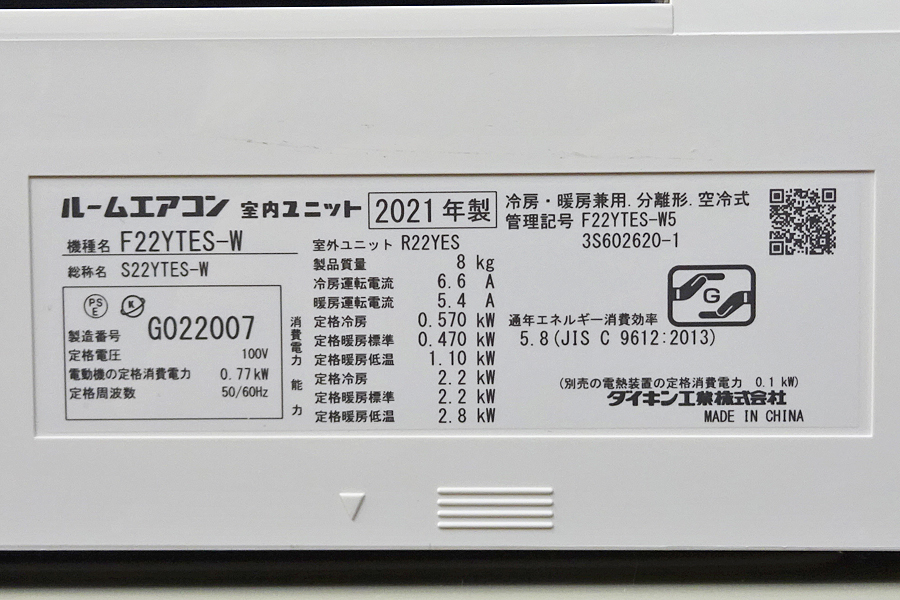 ルームエアコン 室内ユニット 2021年製
冷房・暖房兼用.分離形.空冷式
管理記号 F22YTES-W5
3S602620-1
機種名 F22YTES-W
総称名 S22YTES-W
PS
E
K
製造番号 G022007
定格電圧 100V
電動機の定格消費電力 0.77kW
定格周波数 50/60Hz
室外ユニット R22YES
製品質量 8 kg
冷房運転電流 6.6 A
暖房運転電流 5.4 A
消費電力
定格冷房 0.570 kW
定格暖房標準 0.470 kW
定格暖房低温 1.10 kW
能力
定格冷房 2.2 kW
定格暖房標準 2.2 kW
定格暖房低温 2.8 kW
G
通年エネルギー消費効率
5.8(JIS C 9612:2013)
(別売の電熱装置の定格消費電力 0.1 kW)
ダイキン工業株式会社
MADE IN CHINA